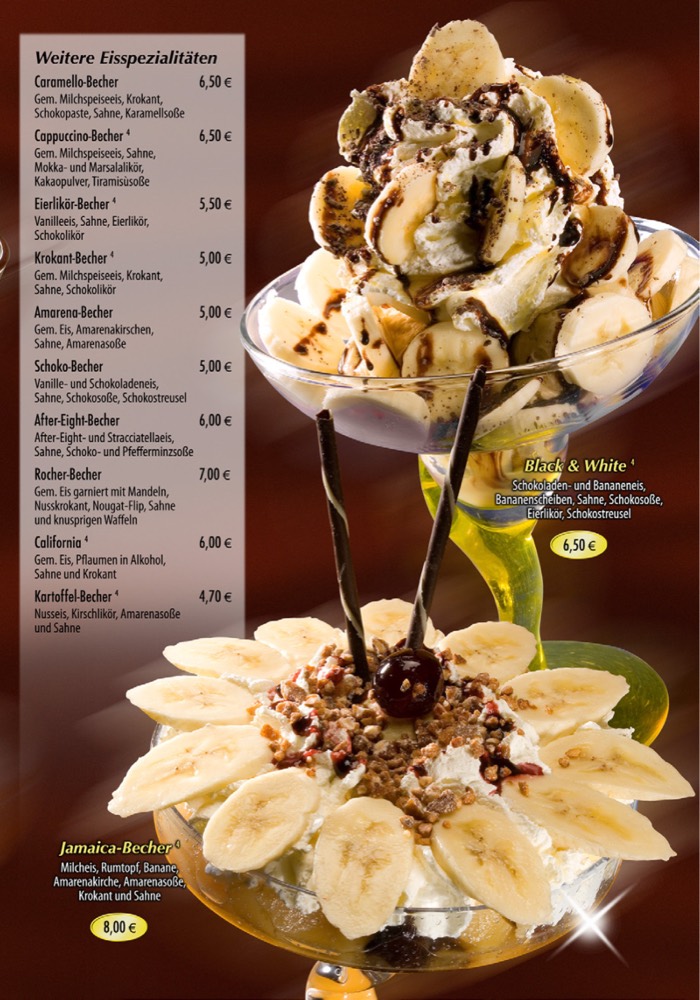 Weitere Eisspezialitäten
Caramello-Becher 6,50 €
Gem. Milchspeiseeis, Krokant,
Schokopaste, Sahne, Karamellsoße
Cappuccino-Becher ⁴ 6,50 €
Gem. Milchspeiseeis, Sahne,
Mokka- und Marsalalikör,
Kakaopulver, Tiramisùsoße
Eierlikör-Becher ⁴ 5,50 €
Vanilleeis, Sahne, Eierlikör,
Schokolikör
Krokant-Becher ⁴ 5,00 €
Gem. Milchspeiseeis, Krokant,
Sahne, Schokolikör
Amarena-Becher 5,00 €
Gem. Eis, Amarenakirschen,
Sahne, Amarenasoße
Schoko-Becher 5,00 €
Vanille- und Schokoladeneis,
Sahne, Schokosoße, Schokostreusel
After-Eight-Becher 6,00 €
After-Eight- und Stracciatellaeis,
Sahne, Schoko- und Pfefferminzsoße
Rocher-Becher 7,00 €
Gem. Eis garniert mit Mandeln,
Nusskrokant, Nougat-Flip, Sahne
und knusprigen Waffeln
California ⁴ 6,00 €
Gem. Eis, Pflaumen in Alkohol,
Sahne und Krokant
Kartoffel-Becher ⁴ 4,70 €
Nusseis, Kirschlikör, Amarenasoße
und Sahne
Black & White ⁴
Schokoladen- und Bananeneis,
Bananenscheiben, Sahne, Schokosoße,
Eierlikör, Schokostreusel
6,50 €
Jamaica-Becher ⁴
Milcheis, Rumtopf, Banane,
Amarenakirche, Amarenasoße,
Krokant und Sahne
8,00 €